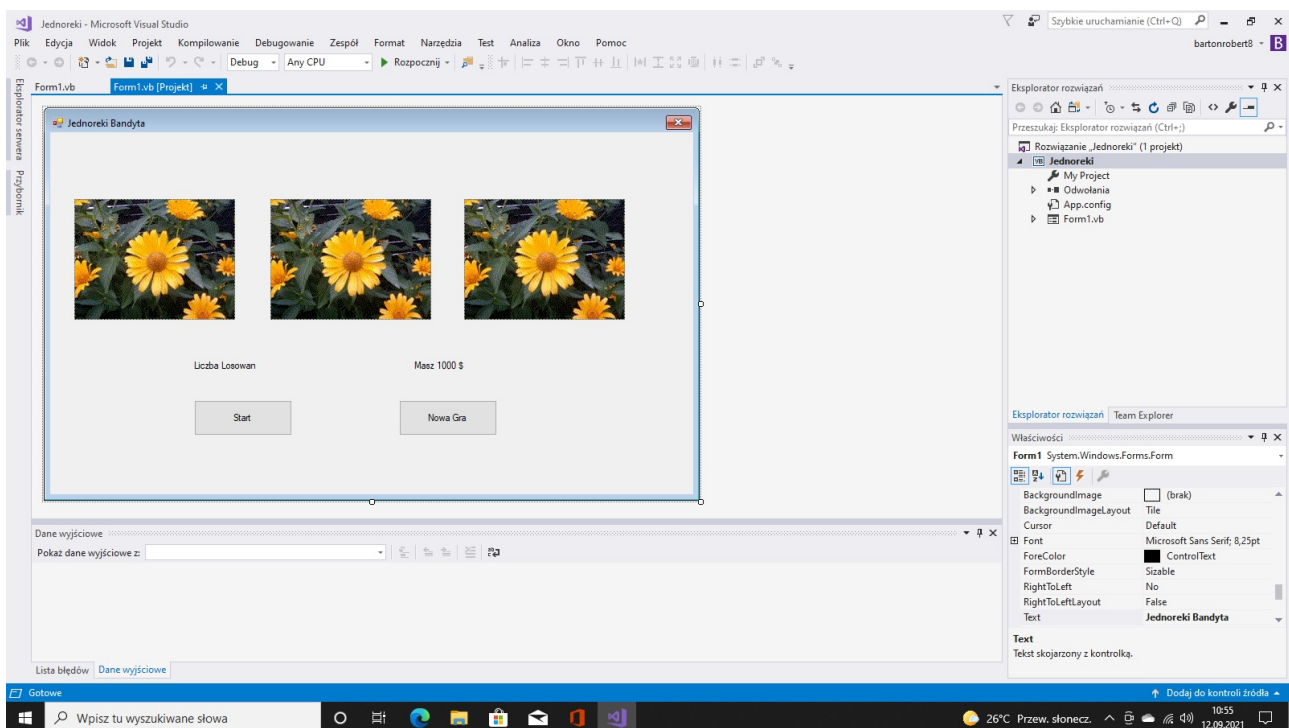 Jednoreki - Microsoft Visual Studio
Szybkie uruchamianie (Ctrl+Q)
Plik Edycja Widok Projekt Kompilowanie Debugowanie Zespół Format Narzędzia Test Analiza Okno Pomoc
bartonrobert8 B
Debug Any CPU Rozpocznij
Eksplorator serwera
Przybornik
Form1.vb Form1.vb [Projekt]
Jednoreki Bandyta
Liczba Losowan Masz 1000 $
Start Nowa Gra
Dane wyjściowe
Pokaż dane wyjściowe z:
Lista błędów Dane wyjściowe
Eksplorator rozwiązań
Przeszukaj: Eksplorator rozwiązań (Ctrl+;)
Rozwiązanie „Jednoreki” (1 projekt)
VB Jednoreki
My Project
Odwołania
App.config
Form1.vb
Eksplorator rozwiązań Team Explorer
Właściwości
Form1 System.Windows.Forms.Form
BackgroundImage (brak)
BackgroundImageLayout Tile
Cursor Default
Font Microsoft Sans Serif; 8,25pt
ForeColor ControlText
FormBorderStyle Sizable
RightToLeft No
RightToLeftLayout False
Text Jednoreki Bandyta
Text
Tekst skojarzony z kontrolką.
Gotowe
Dodaj do kontroli źródła
Wpisz tu wyszukiwane słowa
26°C Przew. słonecz.
10:55
12.09.2021